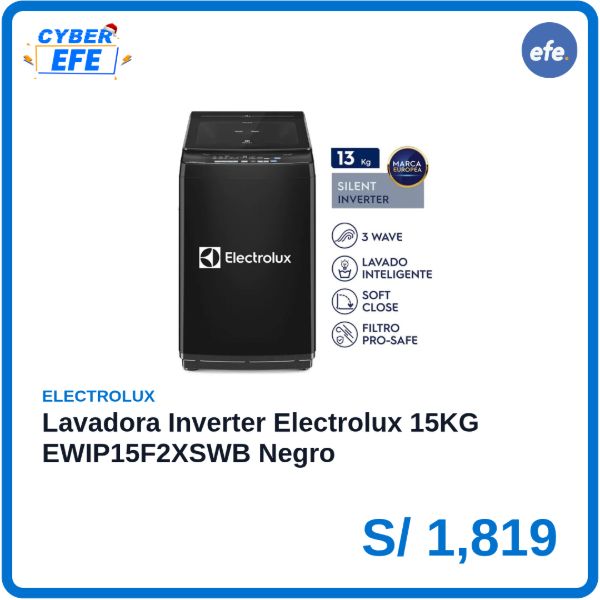 CYBER
EFE
efe.
13 Kg
MARCA
EUROPEA
SILENT
INVERTER
Electrolux
3 WAVE
LAVADO
INTELIGENTE
SOFT
CLOSE
FILTRO
PRO-SAFE
ELECTROLUX
Lavadora Inverter Electrolux 15KG
EWIP15F2XSWB Negro
S/ 1,819